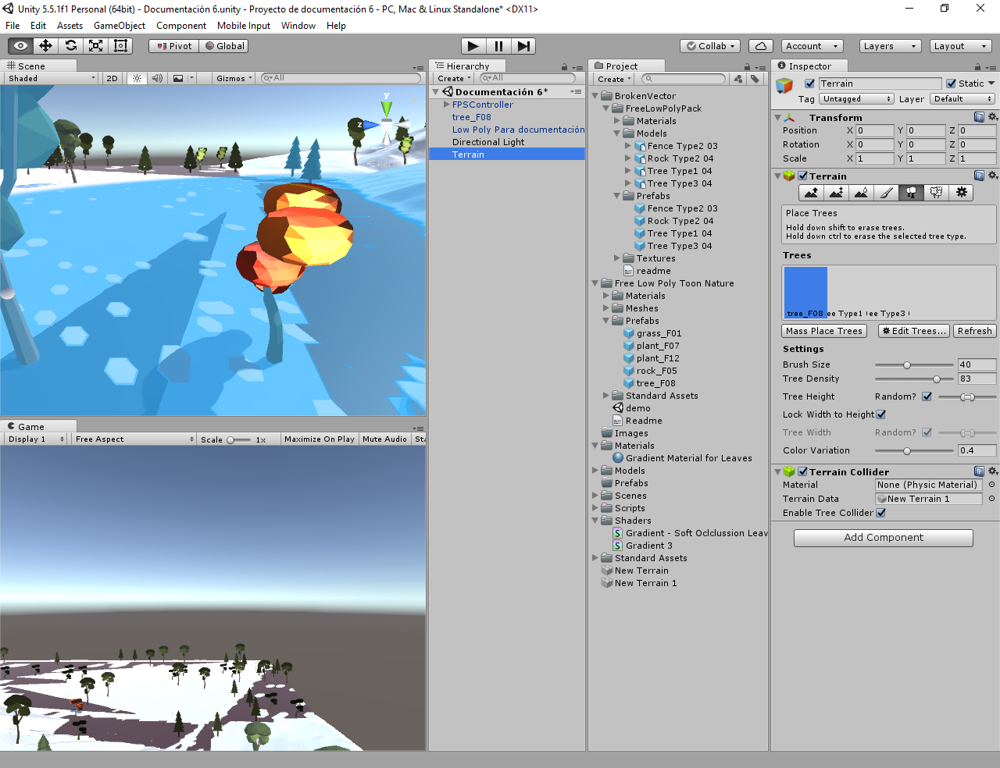 Unity 5.5.1f1 Personal (64bit) - Documentación 6.unity - Proyecto de documentación 6 - PC, Mac & Linux Standalone* <DX11>
File Edit Assets GameObject Component Mobile Input Window Help
Pivot Global
Collab Account Layers Layout
Scene
Shaded 2D Gizmos All
y
z
Game
Display 1 Free Aspect Scale 1x Maximize On Play Mute Audio Sta
Hierarchy
Create All
Documentación 6*
FPSController
tree_F08
Low Poly Para documentación
Directional Light
Terrain
Project
Create
BrokenVector
FreeLowPolyPack
Materials
Models
Fence Type2 03
Rock Type2 04
Tree Type1 04
Tree Type3 04
Prefabs
Fence Type2 03
Rock Type2 04
Tree Type1 04
Tree Type3 04
Textures
readme
Free Low Poly Toon Nature
Materials
Meshes
Prefabs
grass_F01
plant_F07
plant_F12
rock_F05
tree_F08
Standard Assets
demo
Readme
Images
Materials
Gradient Material for Leaves
Models
Prefabs
Scenes
Scripts
Shaders
Gradient - Soft Oclclussion Leav
Gradient 3
Standard Assets
New Terrain
New Terrain 1
Inspector
Terrain Static
Tag Untagged Layer Default
Transform
Position X 0 Y 0 Z 0
Rotation X 0 Y 0 Z 0
Scale X 1 Y 1 Z 1
Terrain
Place Trees
Hold down shift to erase trees.
Hold down ctrl to erase the selected tree type.
Trees
tree_F08 ee Type1 (ee Type3 (
Mass Place Trees Edit Trees... Refresh
Settings
Brush Size 40
Tree Density 83
Tree Height Random?
Lock Width to Height
Tree Width Random?
Color Variation 0.4
Terrain Collider
Material None (Physic Material)
Terrain Data New Terrain 1
Enable Tree Collider
Add Component